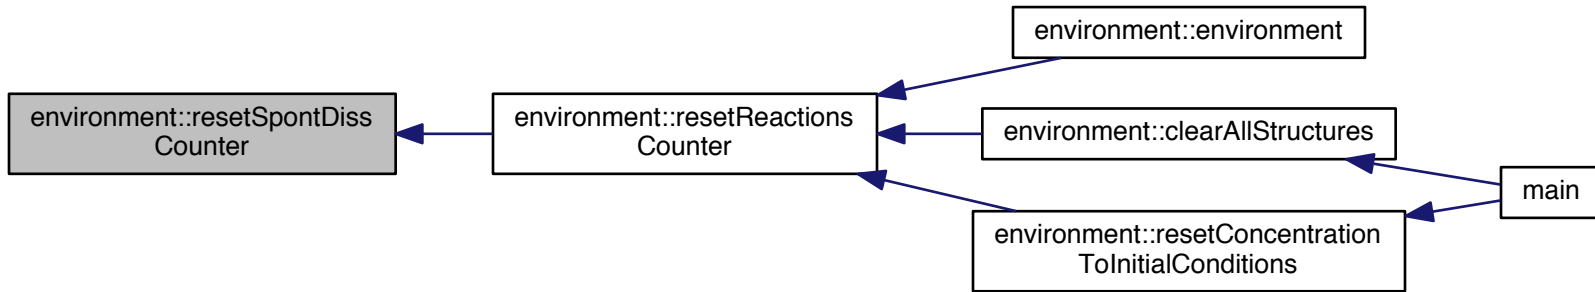 environment::resetSpontDiss
Counter
environment::resetReactions
Counter
environment::environment
environment::clearAllStructures
environment::resetConcentration
ToInitialConditions
main